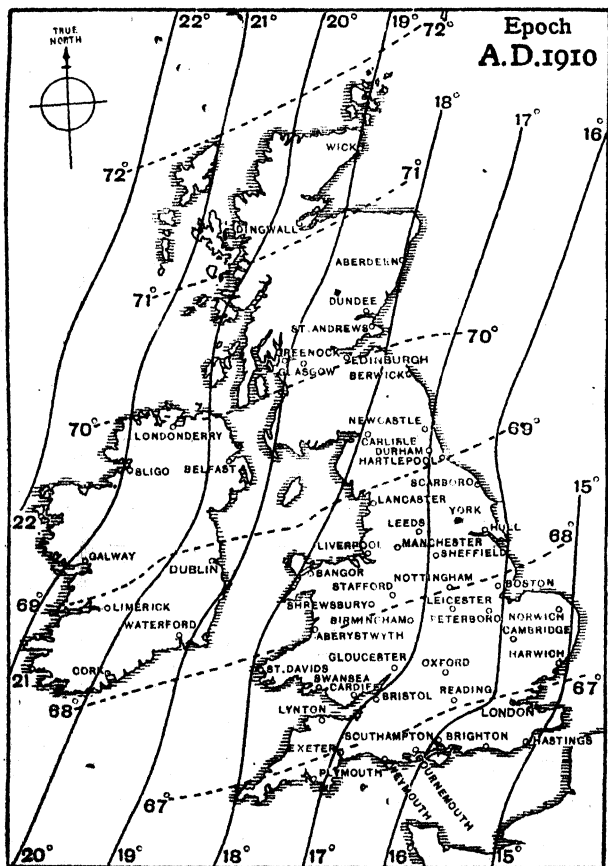 22° 21° 20° 19° 72° Epoch
A.D.1910
TRUE
NORTH
18°
17°
16°
WICK
72°
71°
DINGWALL
ABERDEEN
71°
DUNDEE
ST. ANDREWS
70°
GREENOCK EDINBURGH
GLASGOW BERWICK
70°
NEWCASTLE
69°
LONDONDERRY
CARLISLE
DURHAM
HARTLEPOOL
SLIGO BELFAST
SCARBORO
15°
LANCASTER
YORK
22
LEEDS HULL
68°
LIVERPOOL MANCHESTER
SHEFFIELD
GALWAY
DUBLIN
BANGOR
NOTTINGHAM BOSTON
STAFFORD
69°
LIMERICK
SHREWSBURY LEICESTER NORWICH
WATERFORD
BIRMINGHAM PETERBORO
CAMBRIDGE
ABERYSTWYTH
HARWICH
CORK
ST. DAVIDS
GLOUCESTER OXFORD
21
SWANSEA
67°
CARDIFF BRISTOL READING
68°
LYNTON
LONDON
SOUTHAMPTON BRIGHTON HASTINGS
EXETER
PLYMOUTH
WEYMOUTH
BOURNEMOUTH
67°
20° 19° 18° 17° 16° 15°